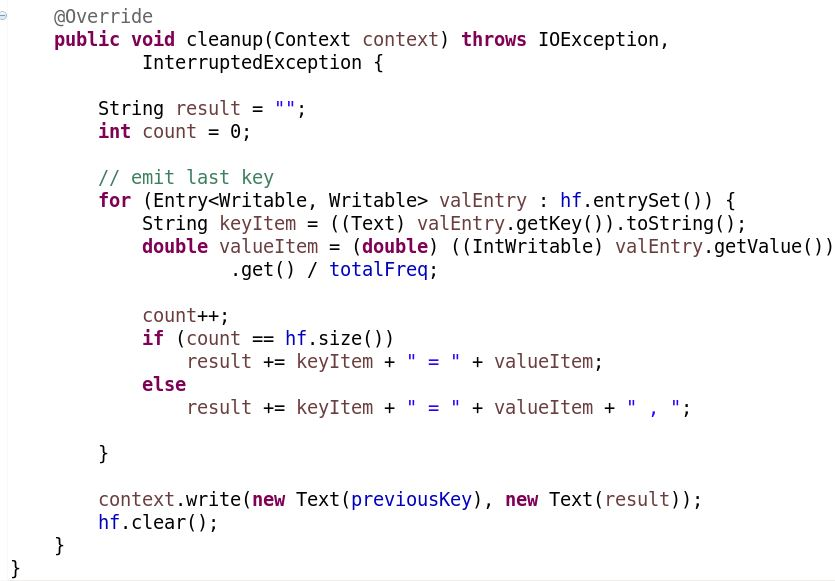 @Override
public void cleanup(Context context) throws IOException,
InterruptedException {
String result = "";
int count = 0;
// emit last key
for (Entry<Writable, Writable> valEntry : hf.entrySet()) {
String keyItem = ((Text) valEntry.getKey()).toString();
double valueItem = (double) ((IntWritable) valEntry.getValue())
.get() / totalFreq;
count++;
if (count == hf.size())
result += keyItem + " = " + valueItem;
else
result += keyItem + " = " + valueItem + " , ";
}
context.write(new Text(previousKey), new Text(result));
hf.clear();
}
}